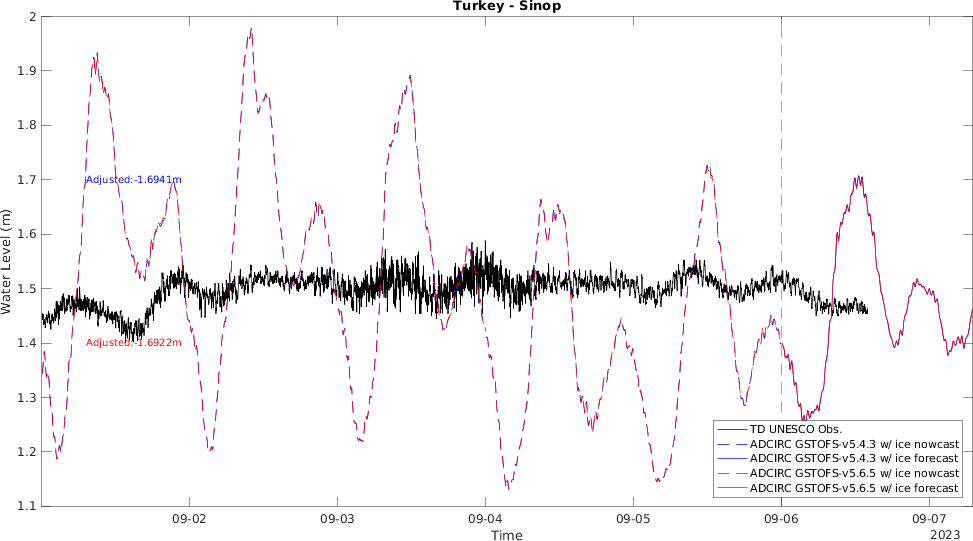 Turkey - Sinop
2
1.9
1.8
1.7
1.6
1.5
1.4
1.3
1.2
1.1
Water Level (m)
Adjusted:-1.6941m
Adjusted:-1.6922m
TD UNESCO Obs.
ADCIRC GSTOFS-v5.4.3 w/ ice nowcast
ADCIRC GSTOFS-v5.4.3 w/ ice forecast
ADCIRC GSTOFS-v5.6.5 w/ ice nowcast
ADCIRC GSTOFS-v5.6.5 w/ ice forecast
09-02 09-03 09-04 09-05 09-06 09-07
Time
2023